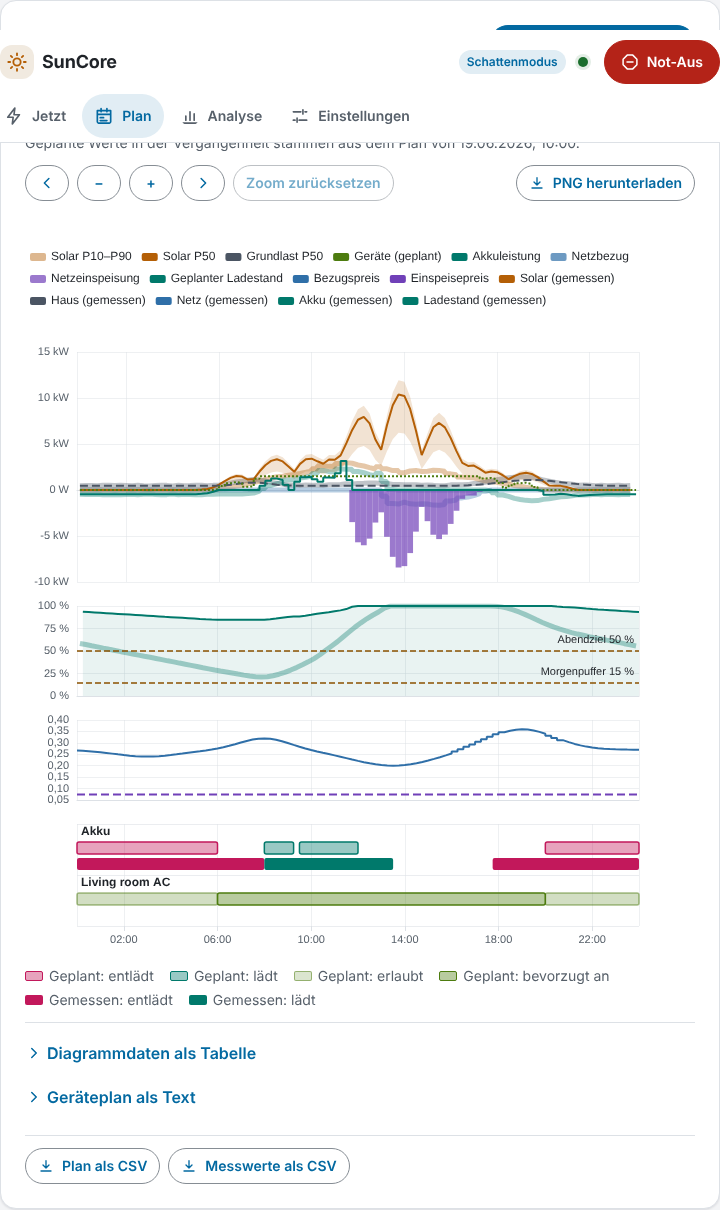 SunCore
Schattenmodus
Not-Aus
Jetzt
Plan
Analyse
Einstellungen
Geplante Werte in der Vergangenheit stammen aus dem Plan von 19.06.2026, 10:00.
−
+
Zoom zurücksetzen
PNG herunterladen
Solar P10–P90
Solar P50
Grundlast P50
Geräte (geplant)
Akkuleistung
Netzbezug
Netzeinspeisung
Geplanter Ladestand
Bezugspreis
Einspeisepreis
Solar (gemessen)
Haus (gemessen)
Netz (gemessen)
Akku (gemessen)
Ladestand (gemessen)
15 kW
10 kW
5 kW
0 W
-5 kW
-10 kW
100 %
75 %
50 %
25 %
0 %
Abendziel 50 %
Morgenpuffer 15 %
0,40
0,35
0,30
0,25
0,20
0,15
0,10
0,05
Akku
Living room AC
02:00
06:00
10:00
14:00
18:00
22:00
Geplant: entlädt
Geplant: lädt
Geplant: erlaubt
Geplant: bevorzugt an
Gemessen: entlädt
Gemessen: lädt
Diagrammdaten als Tabelle
Geräteplan als Text
Plan als CSV
Messwerte als CSV